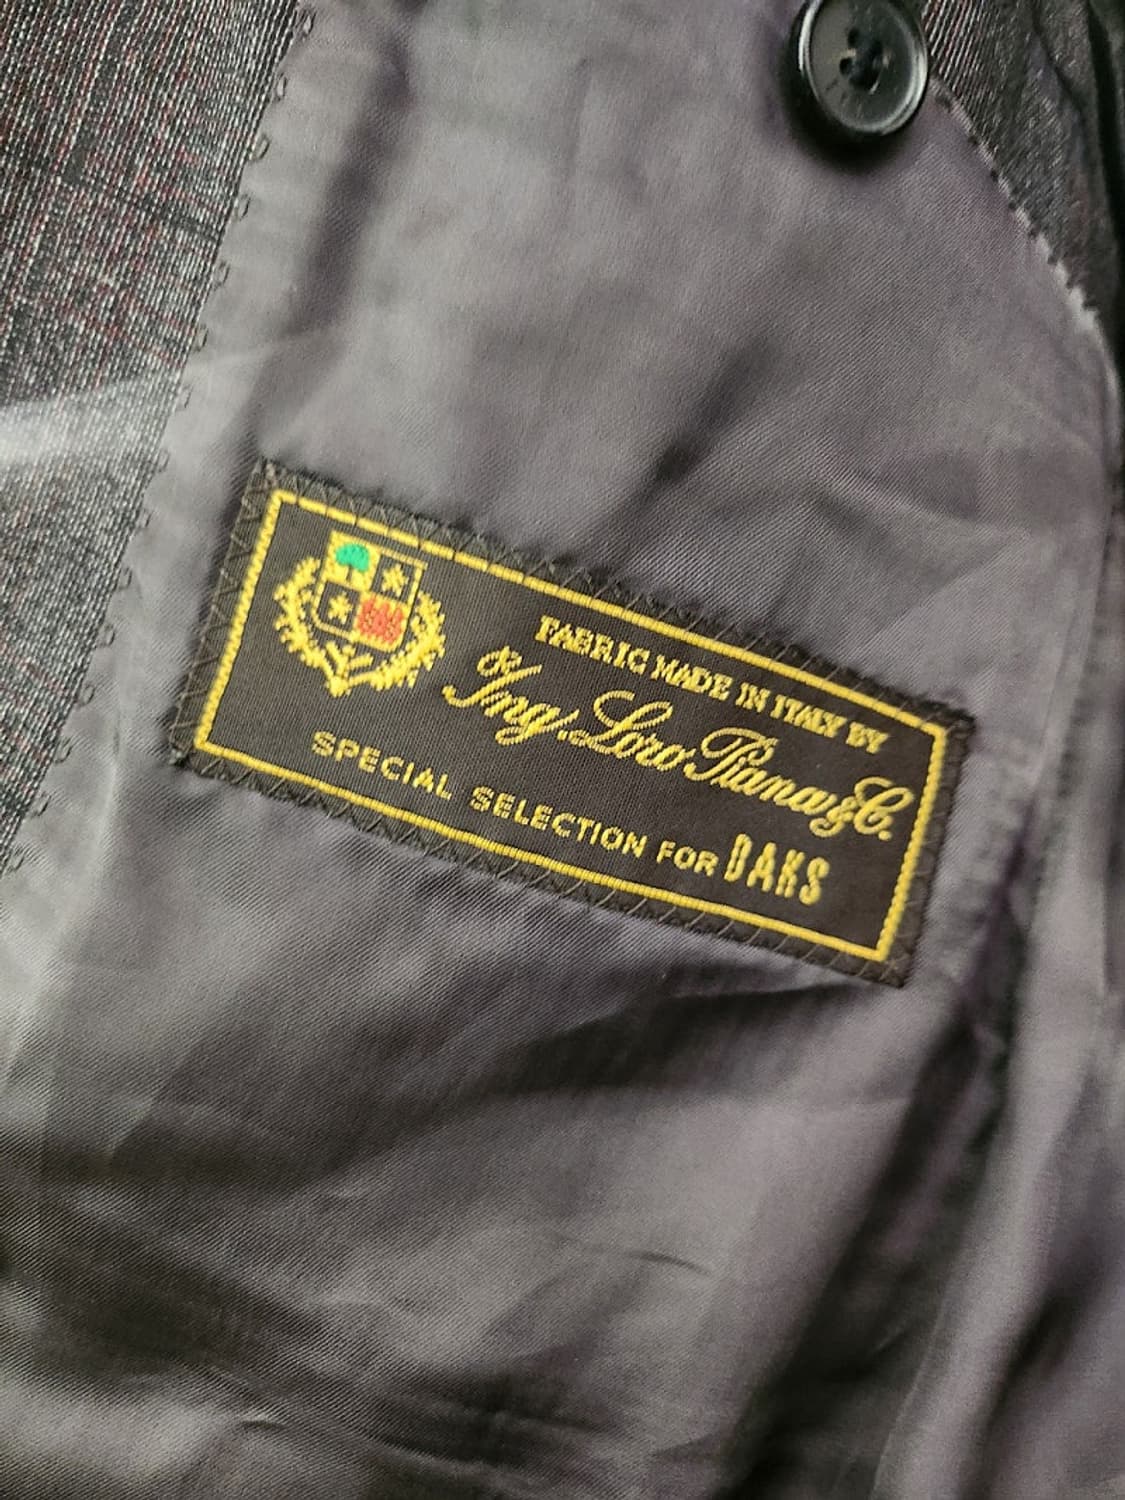 FABRIC MADE IN ITALY BY
Ing. Loro Piana & C.
SPECIAL SELECTION FOR DAKS